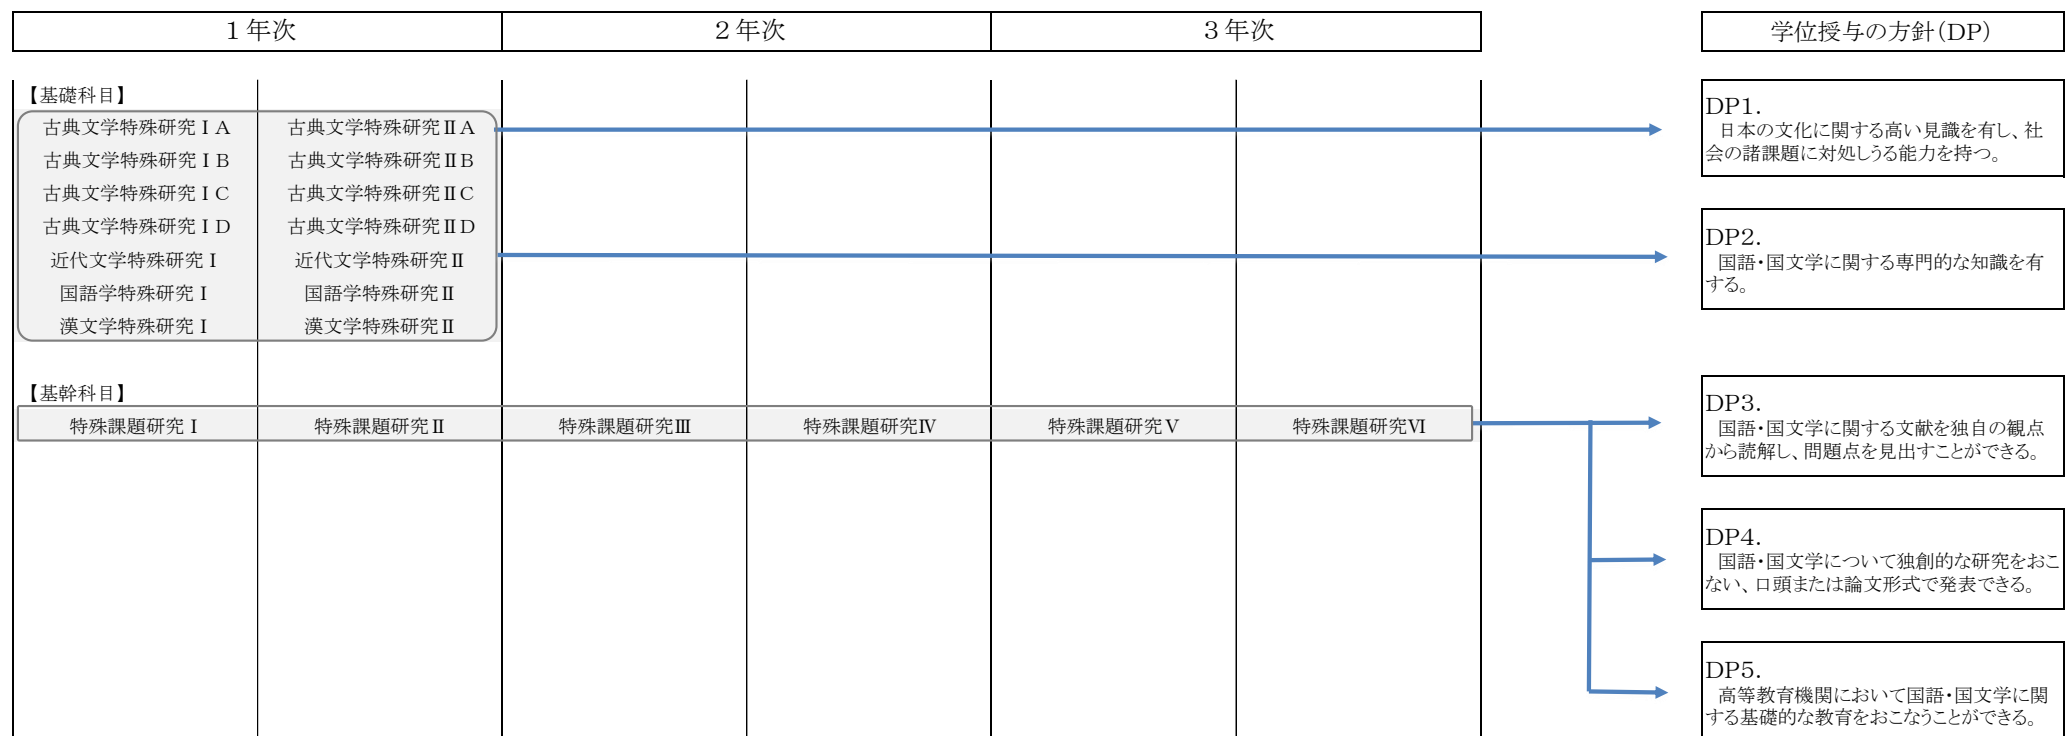 １年次
２年次
３年次
学位授与の方針（DP）
【基礎科目】
古典文学特殊研究ⅠA
古典文学特殊研究ⅡA
古典文学特殊研究ⅠB
古典文学特殊研究ⅡB
古典文学特殊研究ⅠC
古典文学特殊研究ⅡC
古典文学特殊研究ⅠD
古典文学特殊研究ⅡD
近代文学特殊研究Ⅰ
近代文学特殊研究Ⅱ
国語学特殊研究Ⅰ
国語学特殊研究Ⅱ
漢文学特殊研究Ⅰ
漢文学特殊研究Ⅱ
DP1.
日本の文化に関する高い見識を有し、社
会の諸課題に対処しうる能力を持つ。
DP2.
国語・国文学に関する専門的な知識を有
する。
【基幹科目】
特殊課題研究Ⅰ
特殊課題研究Ⅱ
特殊課題研究Ⅲ
特殊課題研究Ⅳ
特殊課題研究Ⅴ
特殊課題研究Ⅵ
DP3.
国語・国文学に関する文献を独自の観点
から読解し、問題点を見出すことができる。
DP4.
国語・国文学について独創的な研究をおこ
ない、口頭または論文形式で発表できる。
DP5.
高等教育機関において国語・国文学に関
する基礎的な教育をおこなうことができる。